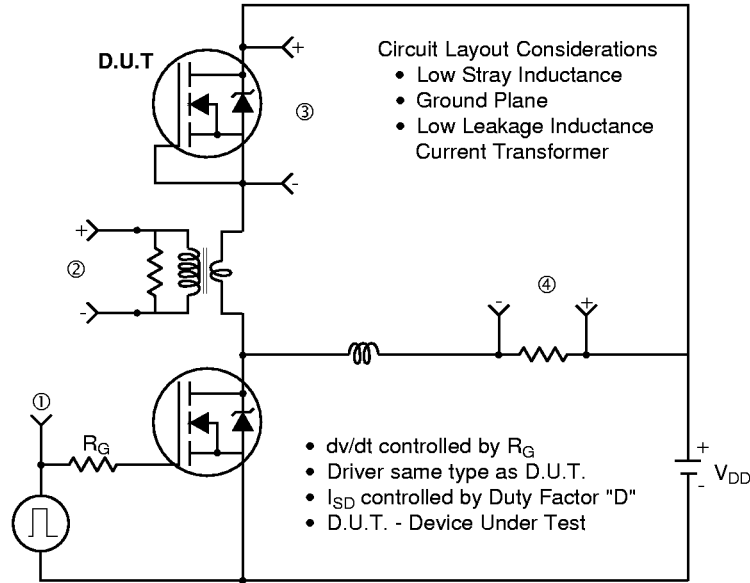 D.U.T
+
③
-
Circuit Layout Considerations
• Low Stray Inductance
• Ground Plane
• Low Leakage Inductance
Current Transformer
+
②
-
④
-
+
①
RG
• dv/dt controlled by RG
• Driver same type as D.U.T.
• ISD controlled by Duty Factor "D"
• D.U.T. - Device Under Test
+
VDD
-